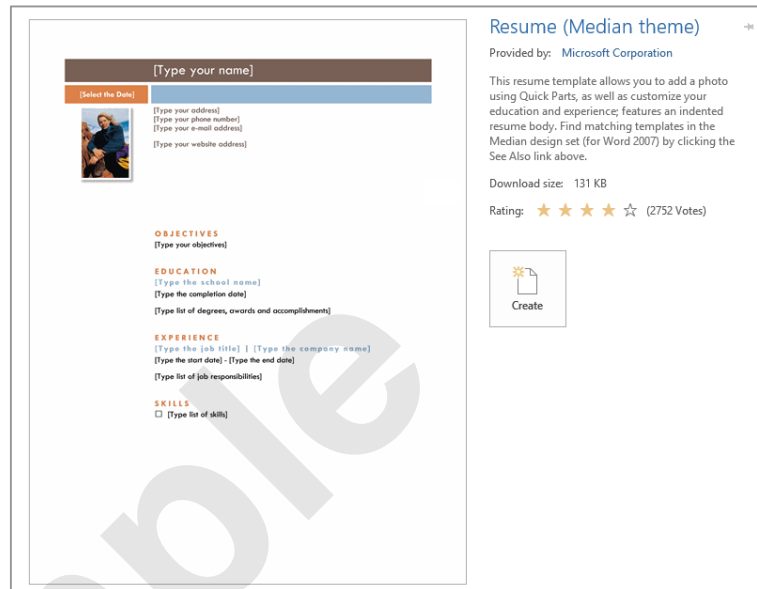 [Type your name]
[Select the Date]
[Type your address]
[Type your phone number]
[Type your e-mail address]
[Type your website address]
OBJECTIVES
[Type your objectives]
EDUCATION
[Type the school name]
[Type the completion date]
[Type list of degrees, awards and accomplishments]
EXPERIENCE
[Type the job title] | [Type the company name]
[Type the start date] - [Type the end date]
[Type list of job responsibilities]
SKILLS
[Type list of skills]
mple
Resume (Median theme)
Provided by: Microsoft Corporation
This resume template allows you to add a photo
using Quick Parts, as well as customize your
education and experience; features an indented
resume body. Find matching templates in the
Median design set (for Word 2007) by clicking the
See Also link above.
Download size: 131 KB
Rating: (2752 Votes)
Create